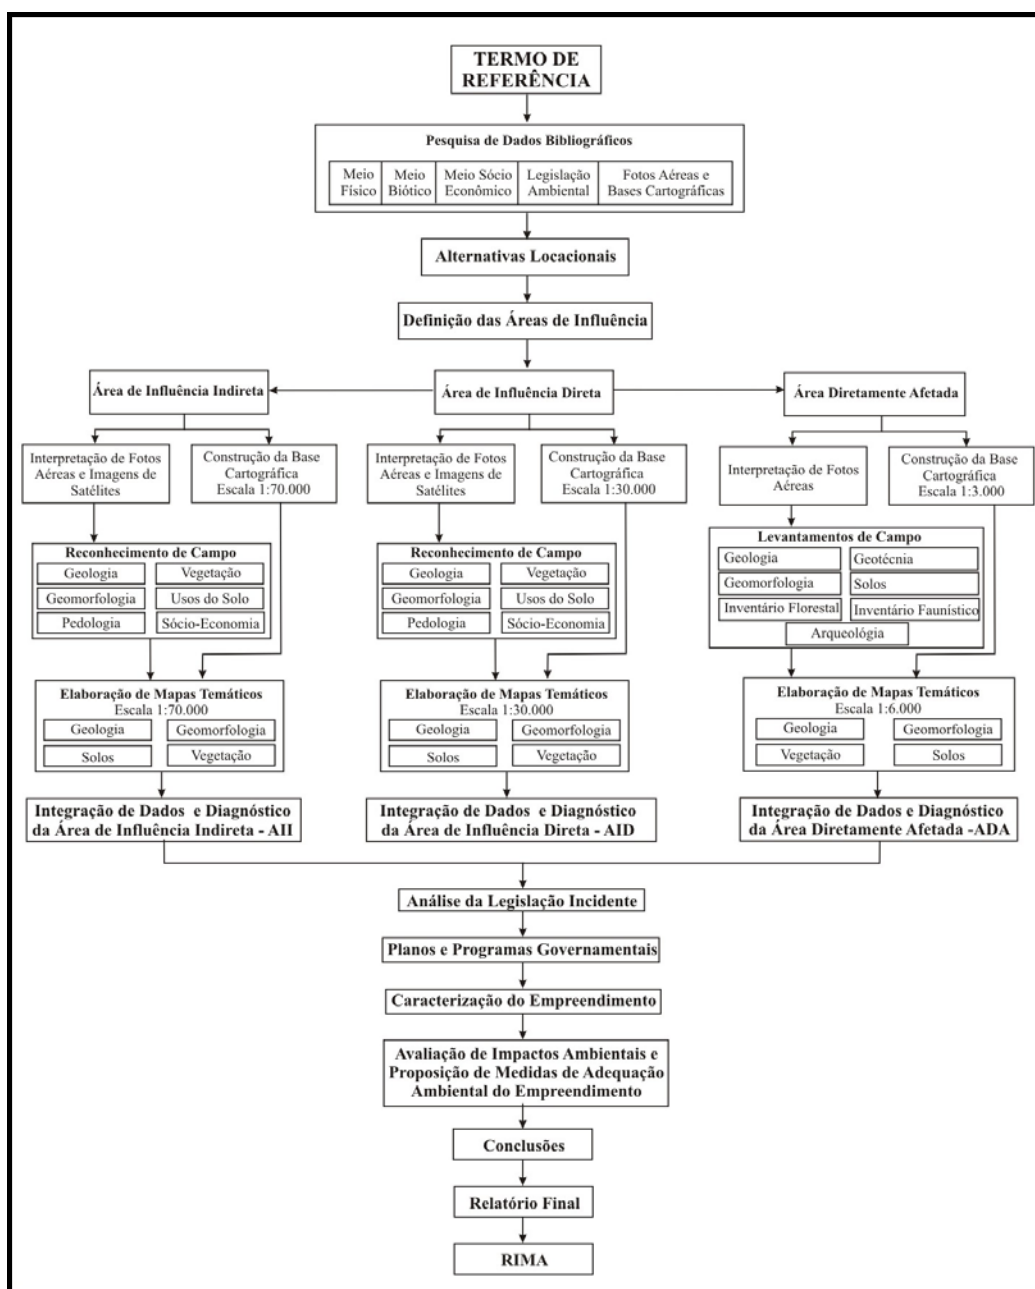 TERMO DE
REFERÊNCIA
Pesquisa de Dados Bibliográficos
Meio
Físico
Meio
Biótico
Meio Sócio
Econômico
Legislação
Ambiental
Fotos Aéreas e
Bases Cartográficas
Alternativas Locacionais
Definição das Áreas de Influência
Área de Influência Indireta
Área de Influência Direta
Área Diretamente Afetada
Interpretação de Fotos
Aéreas e Imagens de
Satélites
Construção da Base
Cartográfica
Escala 1:70.000
Interpretação de Fotos
Aéreas e Imagens de
Satélites
Construção da Base
Cartográfica
Escala 1:30.000
Interpretação de Fotos
Aéreas
Construção da Base
Cartográfica
Escala 1:3.000
Reconhecimento de Campo
Geologia
Vegetação
Geomorfologia
Usos do Solo
Pedologia
Sócio-Economia
Reconhecimento de Campo
Geologia
Vegetação
Geomorfologia
Usos do Solo
Pedologia
Sócio-Economia
Levantamentos de Campo
Geologia
Geotécnia
Geomorfologia
Solos
Inventário Florestal
Inventário Faunístico
Arqueológia
Elaboração de Mapas Temáticos
Escala 1:70.000
Geologia
Geomorfologia
Solos
Vegetação
Elaboração de Mapas Temáticos
Escala 1:30.000
Geologia
Geomorfologia
Solos
Vegetação
Elaboração de Mapas Temáticos
Escala 1:6.000
Geologia
Geomorfologia
Vegetação
Solos
Integração de Dados e Diagnóstico
da Área de Influência Indireta - AII
Integração de Dados e Diagnóstico
da Área de Influência Direta - AID
Integração de Dados e Diagnóstico
da Área Diretamente Afetada -ADA
Análise da Legislação Incidente
Planos e Programas Governamentais
Caracterização do Empreendimento
Avaliação de Impactos Ambientais e
Proposição de Medidas de Adequação
Ambiental do Empreendimento
Conclusões
Relatório Final
RIMA